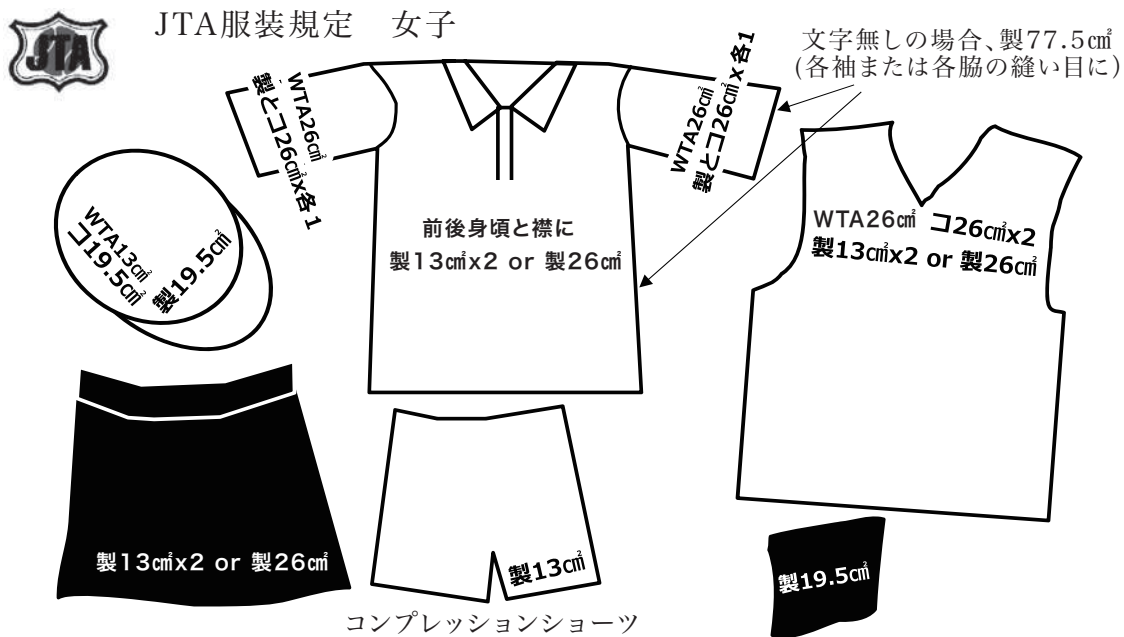 JTA
JTA服装規定　女子
文字無しの場合、製77.5㎠
(各袖または各脇の縫い目に)
WTA26㎠
製とコ26㎠x各1
WTA26㎠
製とコ26㎠x各1
前後身頃と襟に
製13㎠x2 or 製26㎠
WTA26㎠ コ26㎠x2
製13㎠x2 or 製26㎠
WTA13㎠
コ19.5㎠
製19.5㎠
製13㎠x2 or 製26㎠
製13㎠
コンプレッションショーツ
製19.5㎠